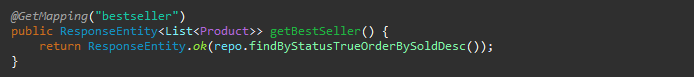 @GetMapping("bestseller")
public ResponseEntity<List<Product>> getBestSeller() {
    return ResponseEntity.ok(repo.findByStatusTrueOrderBySoldDesc());
}